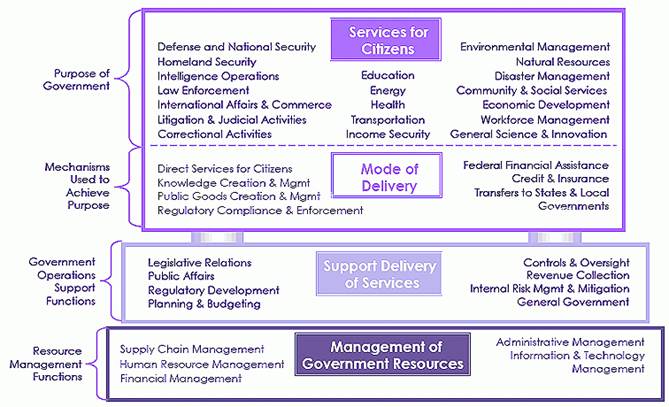 Services for
Citizens
Purpose of
Government
Defense and National Security
Homeland Security
Intelligence Operations
Law Enforcement
International Affairs & Commerce
Litigation & Judicial Activities
Correctional Activities
Education
Energy
Health
Transportation
Income Security
Environmental Management
Natural Resources
Disaster Management
Community & Social Services
Economic Development
Workforce Management
General Science & Innovation
Mechanisms
Used to
Achieve
Purpose
Direct Services for Citizens
Knowledge Creation & Mgmt
Public Goods Creation & Mgmt
Regulatory Compliance & Enforcement
Mode of
Delivery
Federal Financial Assistance
Credit & Insurance
Transfers to States & Local
Governments
Government
Operations
Support
Functions
Legislative Relations
Public Affairs
Regulatory Development
Planning & Budgeting
Support Delivery
of Services
Controls & Oversight
Revenue Collection
Internal Risk Mgmt & Mitigation
General Government
Resource
Management
Functions
Supply Chain Management
Human Resource Management
Financial Management
Management of
Government Resources
Administrative Management
Information & Technology
Management